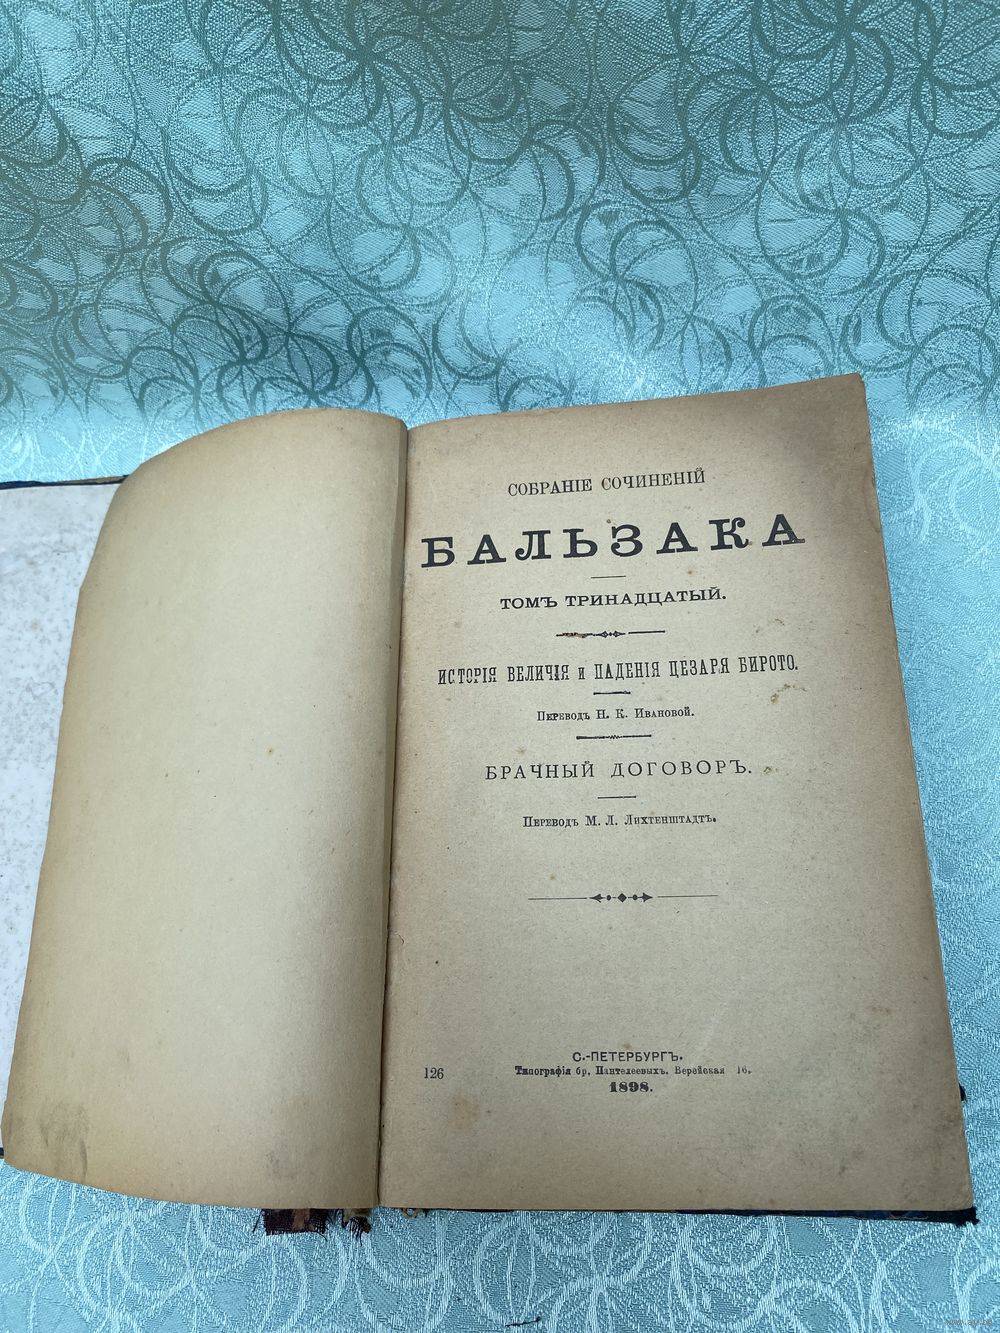 СОБРАНІЕ СОЧИНЕНІЙ
БАЛЬЗАКА
ТОМЪ ТРИНАДЦАТЫЙ.
ИСТОРІЯ ВЕЛИЧІЯ и ПАДЕНІЯ ЦЕЗАРЯ БИРОТО.
Переводъ Н. К. Ивановой.
БРАЧНЫЙ ДОГОВОРЪ.
Переводъ М. Л. Лихтенштадтъ.
С.-ПЕТЕРБУРГЪ.
Типографія бр. Пантелеевыхъ. Верейская 16.
1898.
126